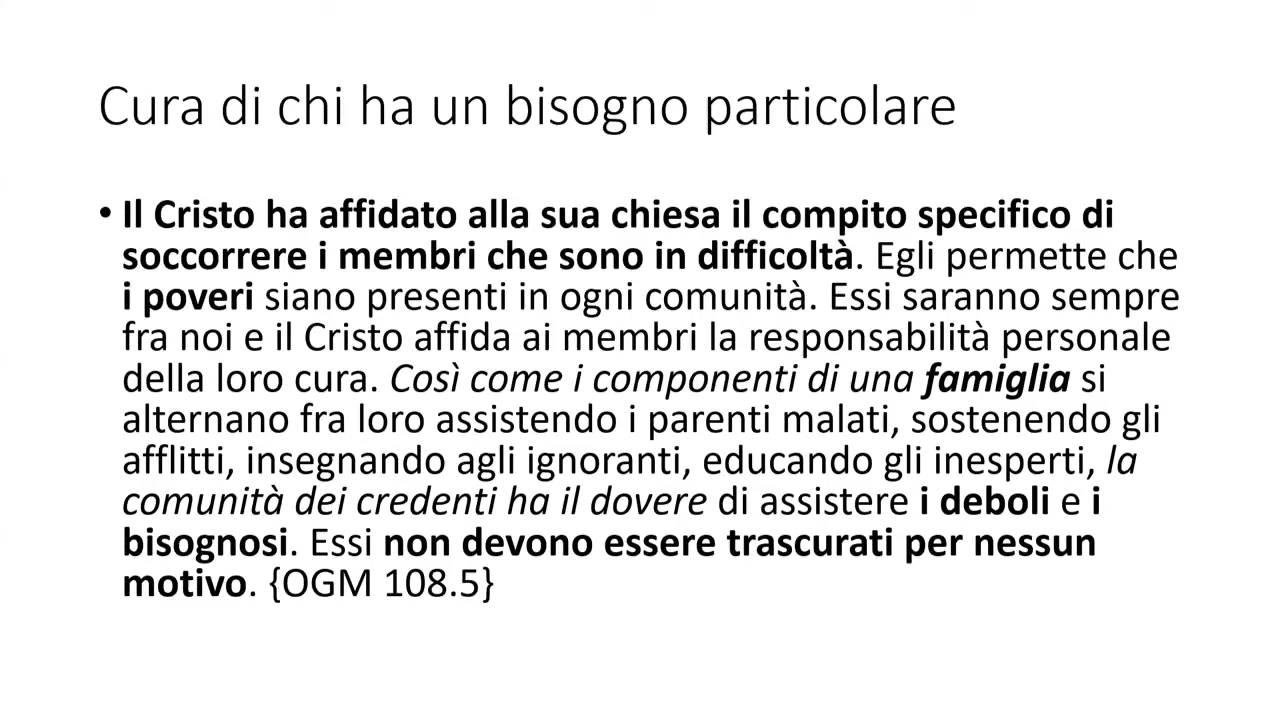 Cura di chi ha un bisogno particolare
• Il Cristo ha affidato alla sua chiesa il compito specifico di
soccorrere i membri che sono in difficoltà. Egli permette che
i poveri siano presenti in ogni comunità. Essi saranno sempre
fra noi e il Cristo affida ai membri la responsabilità personale
della loro cura. Così come i componenti di una famiglia si
alternano fra loro assistendo i parenti malati, sostenendo gli
afflitti, insegnando agli ignoranti, educando gli inesperti, la
comunità dei credenti ha il dovere di assistere i deboli e i
bisognosi. Essi non devono essere trascurati per nessun
motivo. {OGM 108.5}